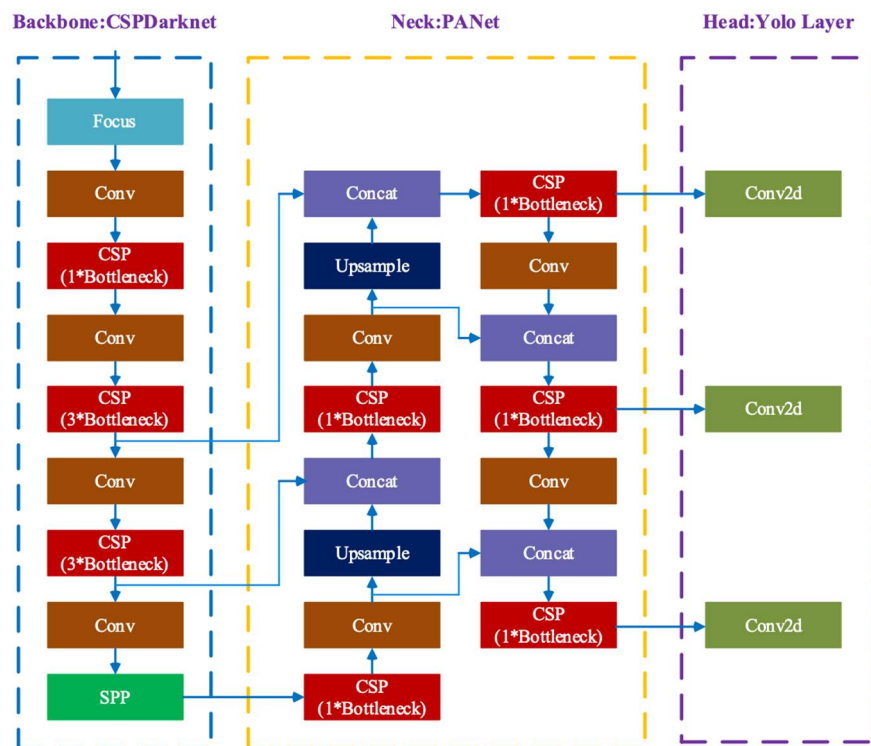 Backbone:CSPDarknet
Neck:PANet
Head:Yolo Layer
Focus
Conv
CSP
(1*Bottleneck)
Conv
CSP
(3*Bottleneck)
Conv
CSP
(3*Bottleneck)
Conv
SPP
Concat
Upsample
Conv
CSP
(1*Bottleneck)
Concat
Upsample
Conv
CSP
(1*Bottleneck)
CSP
(1*Bottleneck)
Conv
Concat
CSP
(1*Bottleneck)
Conv
Concat
CSP
(1*Bottleneck)
Conv2d
Conv2d
Conv2d